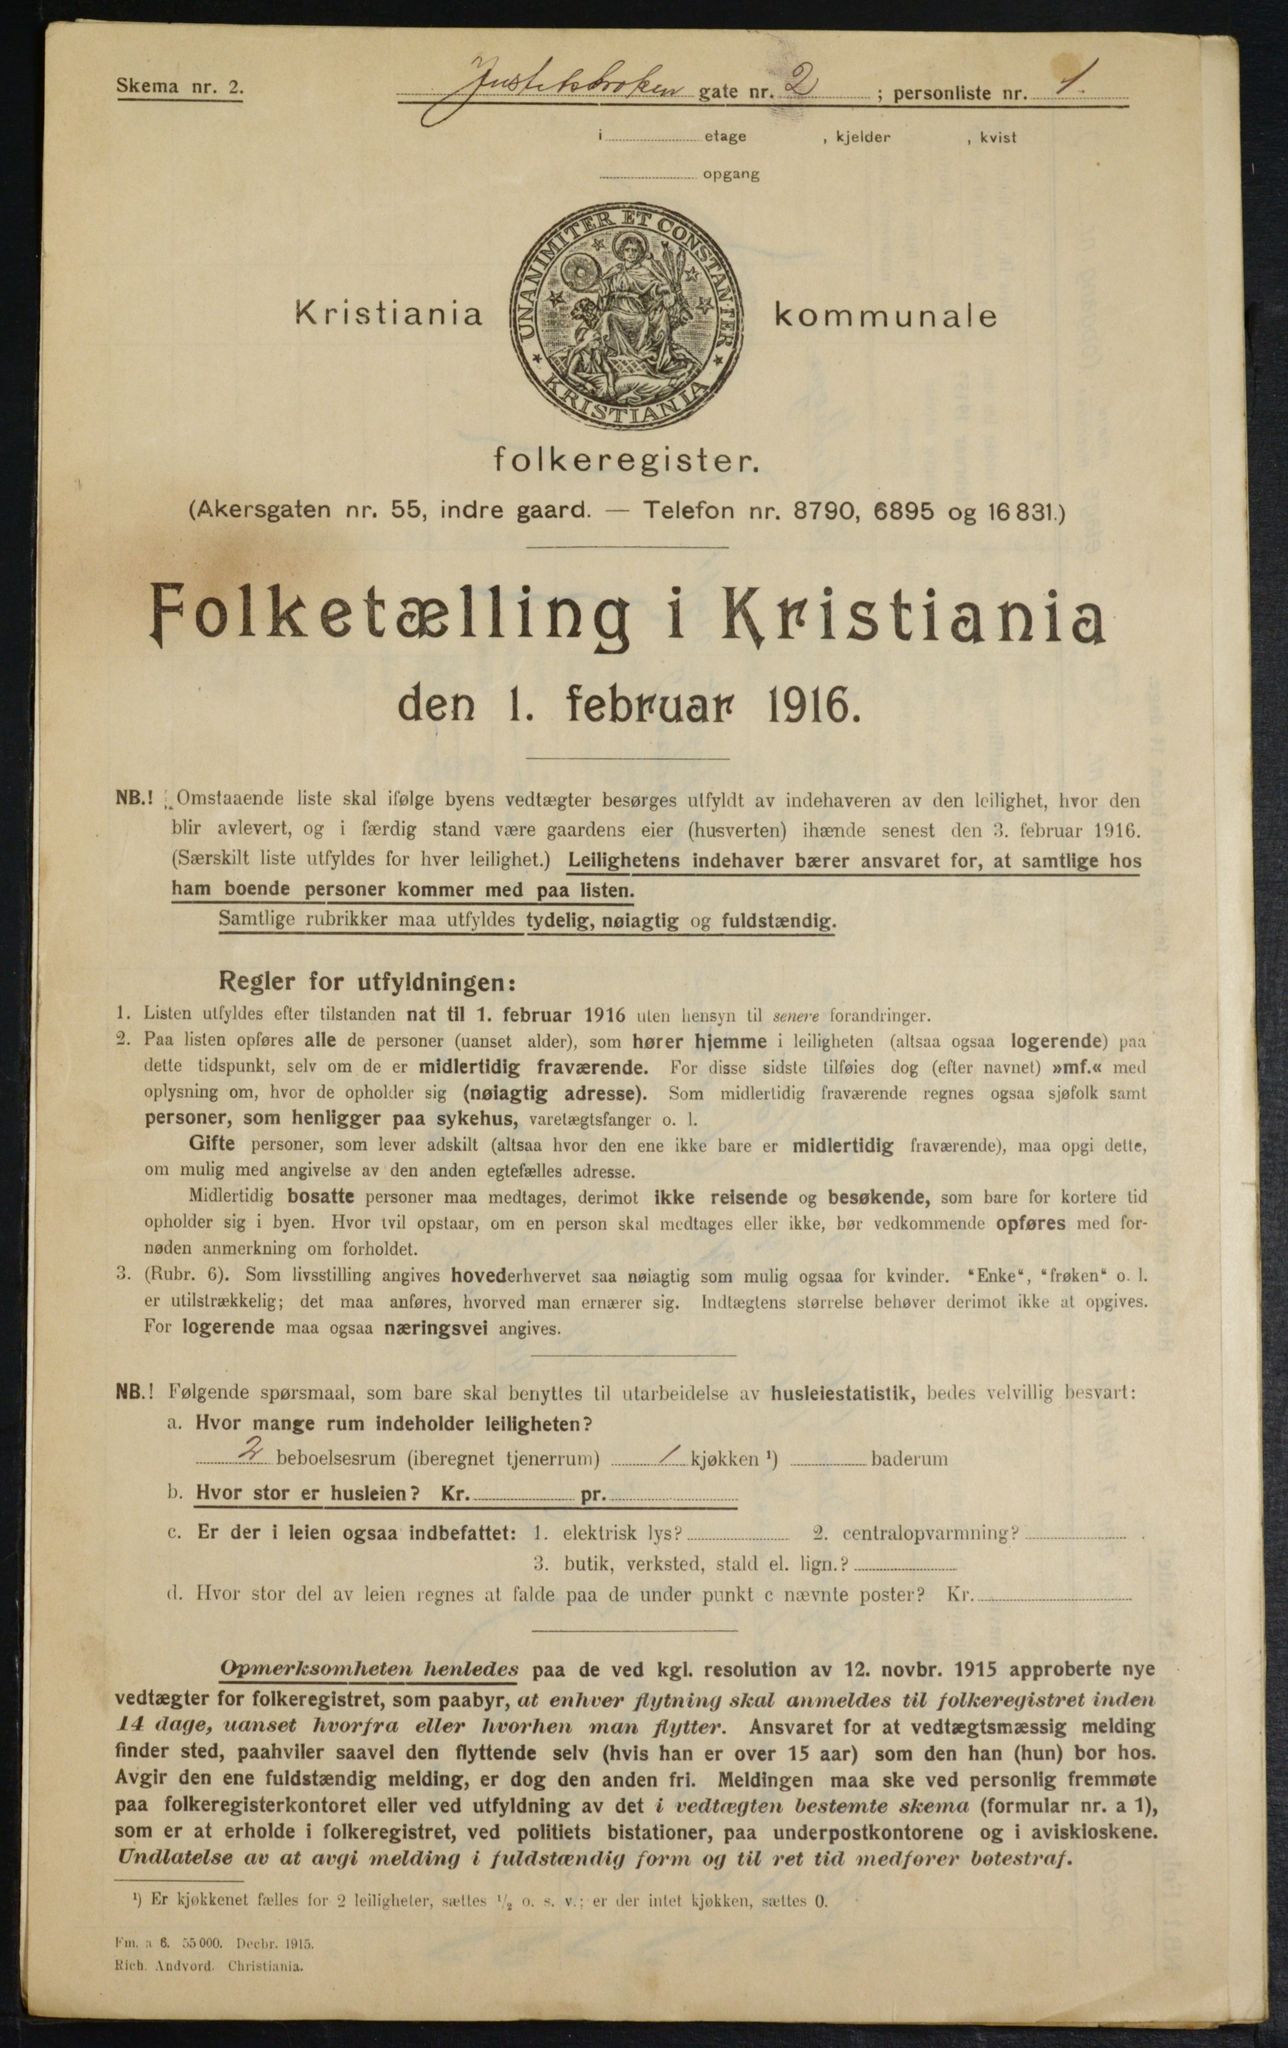 Skema nr. 2. Justitsbroken gate nr. 2 ; personliste nr. 1.
i etage , kjelder , kvist
opgang
UNANIMITER ET CONSTANTER
KRISTIANIA
Kristiania kommunale
folkeregister.
(Akersgaten nr. 55, indre gaard. — Telefon nr. 8790, 6895 og 16 831.)
Folketælling i Kristiania
den 1. februar 1916.
NB.! Omstaaende liste skal ifølge byens vedtægter besørges utfyldt av indehaveren av den leilighet, hvor den
blir avlevert, og i færdig stand være gaardens eier (husverten) ihænde senest den 3. februar 1916.
(Særskilt liste utfyldes for hver leilighet.) Leilighetens indehaver bærer ansvaret for, at samtlige hos
ham boende personer kommer med paa listen.
Samtlige rubrikker maa utfyldes tydelig, nøiagtig og fuldstændig.
Regler for utfyldningen:
1. Listen utfyldes efter tilstanden nat til 1. februar 1916 uten hensyn til senere forandringer.
2. Paa listen opføres alle de personer (uanset alder), som hører hjemme i leiligheten (altsaa ogsaa logerende) paa
dette tidspunkt, selv om de er midlertidig fraværende. For disse sidste tilføies dog (efter navnet) »mf.« med
oplysning om, hvor de opholder sig (nøiagtig adresse). Som midlertidig fraværende regnes ogsaa sjøfolk samt
personer, som henligger paa sykehus, varetægtsfanger o. l.
Gifte personer, som lever adskilt (altsaa hvor den ene ikke bare er midlertidig fraværende), maa opgi dette,
om mulig med angivelse av den anden egtefælles adresse.
Midlertidig bosatte personer maa medtages, derimot ikke reisende og besøkende, som bare for kortere tid
opholder sig i byen. Hvor tvil opstaar, om en person skal medtages eller ikke, bør vedkommende opføres med for-
nøden anmerkning om forholdet.
3. (Rubr. 6). Som livsstilling angives hovederhvervet saa nøiagtig som mulig ogsaa for kvinder. "Enke", "frøken" o. l.
er utilstrækkelig; det maa anføres, hvorved man ernærer sig. Indtægtens størrelse behøver derimot ikke at opgives.
For logerende maa ogsaa næringsvei angives.
NB.! Følgende spørsmaal, som bare skal benyttes til utarbeidelse av husleiestatistik, bedes velvillig besvart:
a. Hvor mange rum indeholder leiligheten?
2 beboelsesrum (iberegnet tjenerrum) 1 kjøkken ¹) baderum
b. Hvor stor er husleien? Kr. pr.
c. Er der i leien ogsaa indbefattet: 1. elektrisk lys? 2. centralopvarmning?
3. butik, verksted, stald el. lign.?
d. Hvor stor del av leien regnes at falde paa de under punkt c nævnte poster? Kr.
Opmerksomheten henledes paa de ved kgl. resolution av 12. novbr. 1915 approberte nye
vedtægter for folkeregistret, som paabyr, at enhver flytning skal anmeldes til folkeregistret inden
14 dage, uanset hvorfra eller hvorhen man flytter. Ansvaret for at vedtægtsmæssig melding
finder sted, paahviler saavel den flyttende selv (hvis han er over 15 aar) som den han (hun) bor hos.
Avgir den ene fuldstændig melding, er dog den anden fri. Meldingen maa ske ved personlig fremmøte
paa folkeregisterkontoret eller ved utfyldning av det i vedtægten bestemte skema (formular nr. a 1),
som er at erholde i folkeregistret, ved politiets bistationer, paa underpostkontorene og i aviskioskene.
Undlatelse av at avgi melding i fuldstændig form og til ret tid medfører bøtestraf.
¹) Er kjøkkenet fælles for 2 leiligheter, sættes ½ o. s. v.; er der intet kjøkken, sættes 0.
Fm. a 6. 55 000. Decbr. 1915.
Rich. Andvord. Christiania.